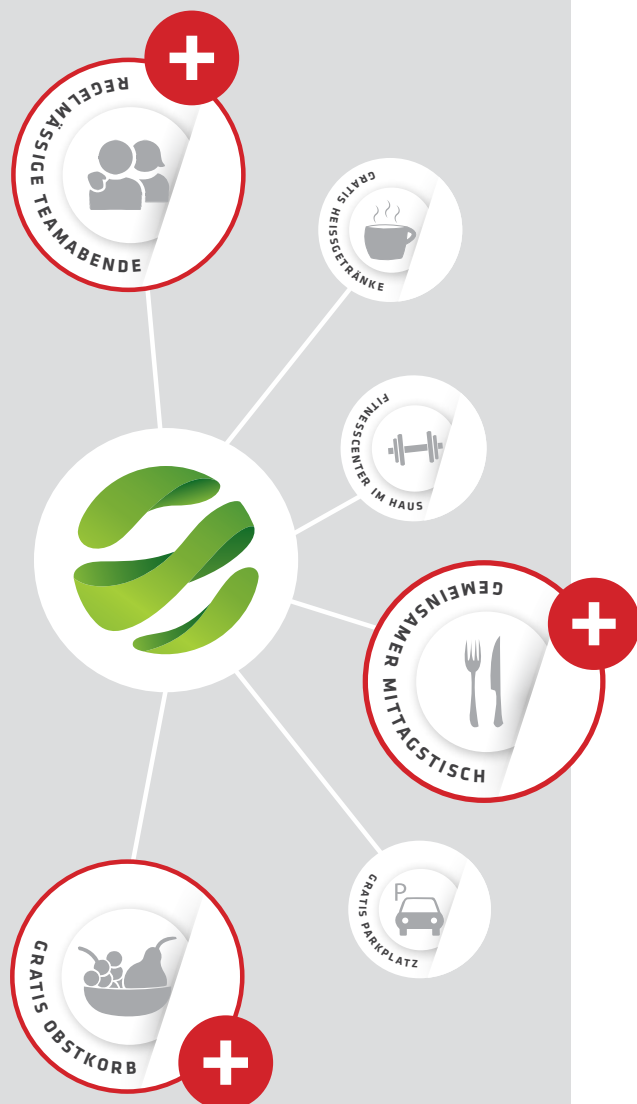 REGELMÄSSIGE TEAMABENDE
GRATIS HEISSGETRÄNKE
FITNESSCENTER IM HAUS
GEMEINSAMER MITTAGSTISCH
P
GRATIS PARKPLATZ
GRATIS OBSTKORB